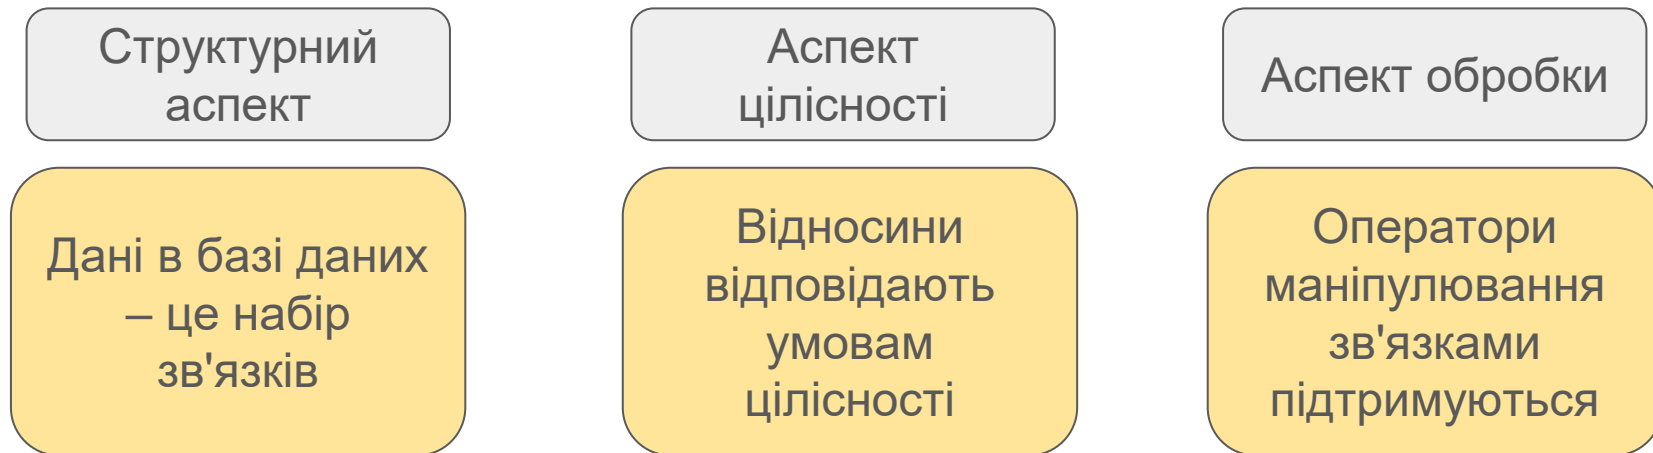 Структурний
аспект
Аспект
цілісності
Аспект обробки
Дані в базі даних
– це набір
зв'язків
Відносини
відповідають
умовам
цілісності
Оператори
маніпулювання
зв'язками
підтримуються